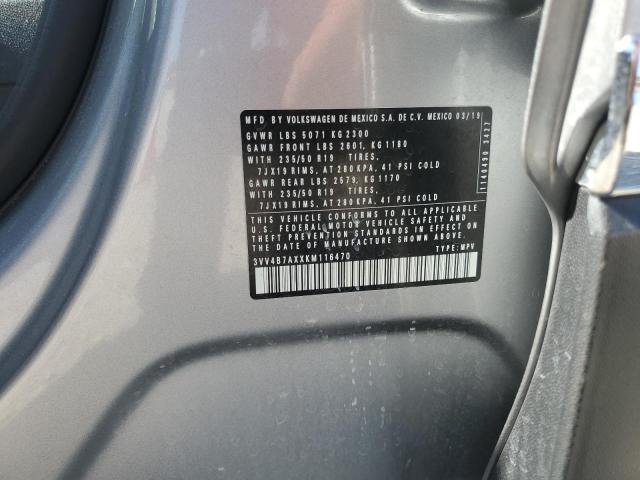 MFD BY VOLKSWAGEN DE MEXICO S.A. DE C.V. MEXICO 03/19
GVWR LBS 5071 KG 2300
GAWR FRONT LBS 2601, KG 1180
WITH 235/50 R19 TIRES,
7JX19 RIMS, AT 280 KPA, 41 PSI COLD
GAWR REAR LBS 2579, KG 1170
WITH 235/50 R19 TIRES,
7JX19 RIMS, AT 280 KPA, 41 PSI COLD
THIS VEHICLE CONFORMS TO ALL APPLICABLE
U.S. FEDERAL MOTOR VEHICLE SAFETY AND
THEFT PREVENTION STANDARDS IN EFFECT ON
THE DATE OF MANUFACTURE SHOWN ABOVE
3VV4B7AXXKM116470 TYPE: MPV
1140490 3427